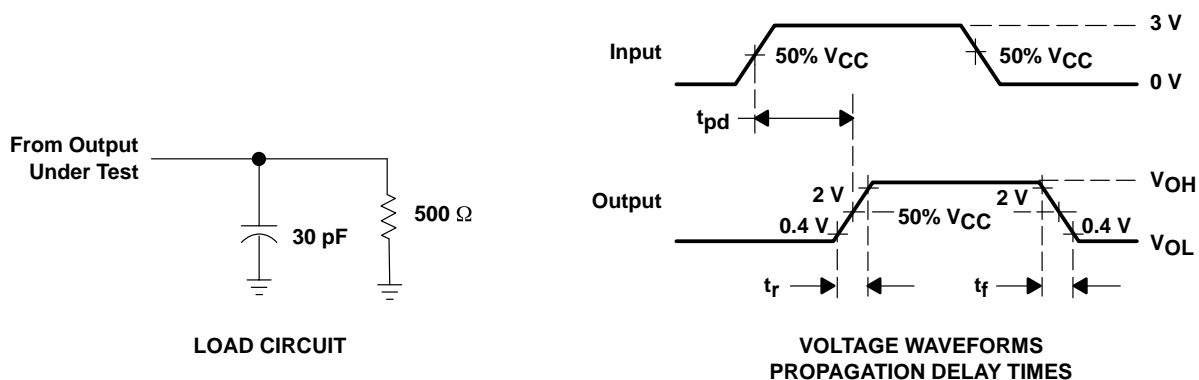 From Output
Under Test
30 pF
500 Ω
LOAD CIRCUIT
Input
50% VCC
50% VCC
3 V
0 V
tpd
Output
2 V
0.4 V
50% VCC
2 V
0.4 V
VOH
VOL
tr
tf
VOLTAGE WAVEFORMS
PROPAGATION DELAY TIMES